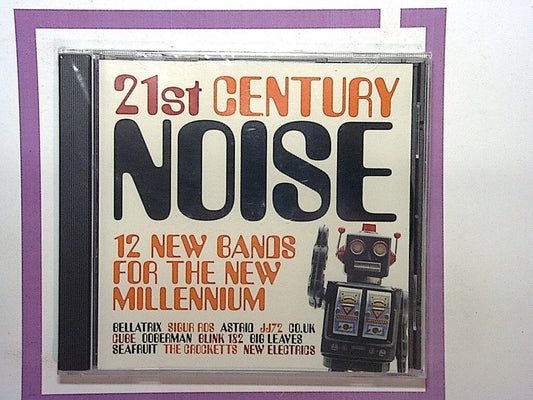 21st CENTURY
NOISE
12 NEW BANDS
FOR THE NEW
MILLENNIUM
BELLATRIX SIGUR ROS ASTRID JJ72 CO.UK
CUBE DOBERMAN BLINK 182 BIG LEAVES
SEAFRUIT THE CROCKETTS NEW ELECTRICS